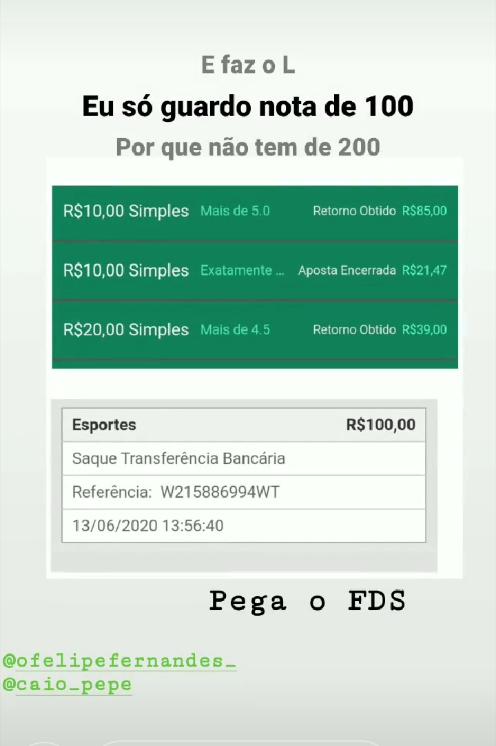 E faz o L
Eu só guardo nota de 100
Por que não tem de 200
R$10,00 Simples Mais de 5.0 Retorno Obtido R$85,00
R$10,00 Simples Exatamente ... Aposta Encerrada R$21,47
R$20,00 Simples Mais de 4.5 Retorno Obtido R$39,00
Esportes R$100,00
Saque Transferência Bancária
Referência: W215886994WT
13/06/2020 13:56:40
Pega o FDS
@ofelipefernandes_
@caio_pepe